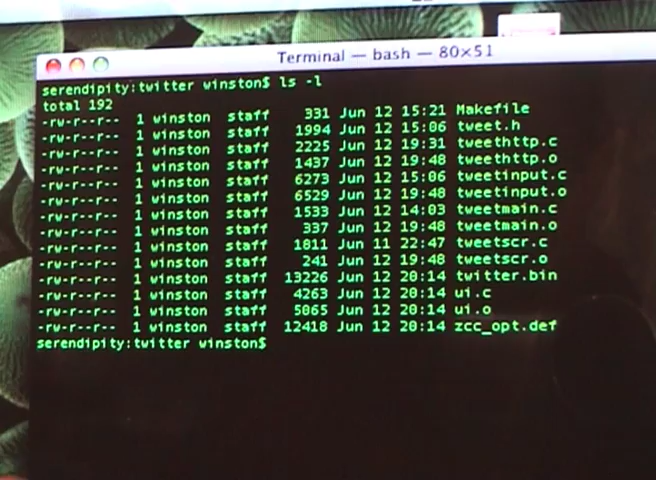 Terminal — bash — 80×51
serendipity:twitter winston$ ls -l
total 192
-rw-r--r-- 1 winston staff 331 Jun 12 15:21 Makefile
-rw-r--r-- 1 winston staff 1994 Jun 12 15:06 tweet.h
-rw-r--r-- 1 winston staff 2225 Jun 12 19:31 tweethttp.c
-rw-r--r-- 1 winston staff 1437 Jun 12 19:48 tweethttp.o
-rw-r--r-- 1 winston staff 6273 Jun 12 15:06 tweetinput.c
-rw-r--r-- 1 winston staff 6529 Jun 12 19:48 tweetinput.o
-rw-r--r-- 1 winston staff 1533 Jun 12 14:03 tweetmain.c
-rw-r--r-- 1 winston staff 337 Jun 12 19:48 tweetmain.o
-rw-r--r-- 1 winston staff 1811 Jun 11 22:47 tweetscr.c
-rw-r--r-- 1 winston staff 241 Jun 12 19:48 tweetscr.o
-rw-r--r-- 1 winston staff 13226 Jun 12 20:14 twitter.bin
-rw-r--r-- 1 winston staff 4263 Jun 12 20:14 ui.c
-rw-r--r-- 1 winston staff 5065 Jun 12 20:14 ui.o
-rw-r--r-- 1 winston staff 12418 Jun 12 20:14 zcc_opt.def
serendipity:twitter winston$